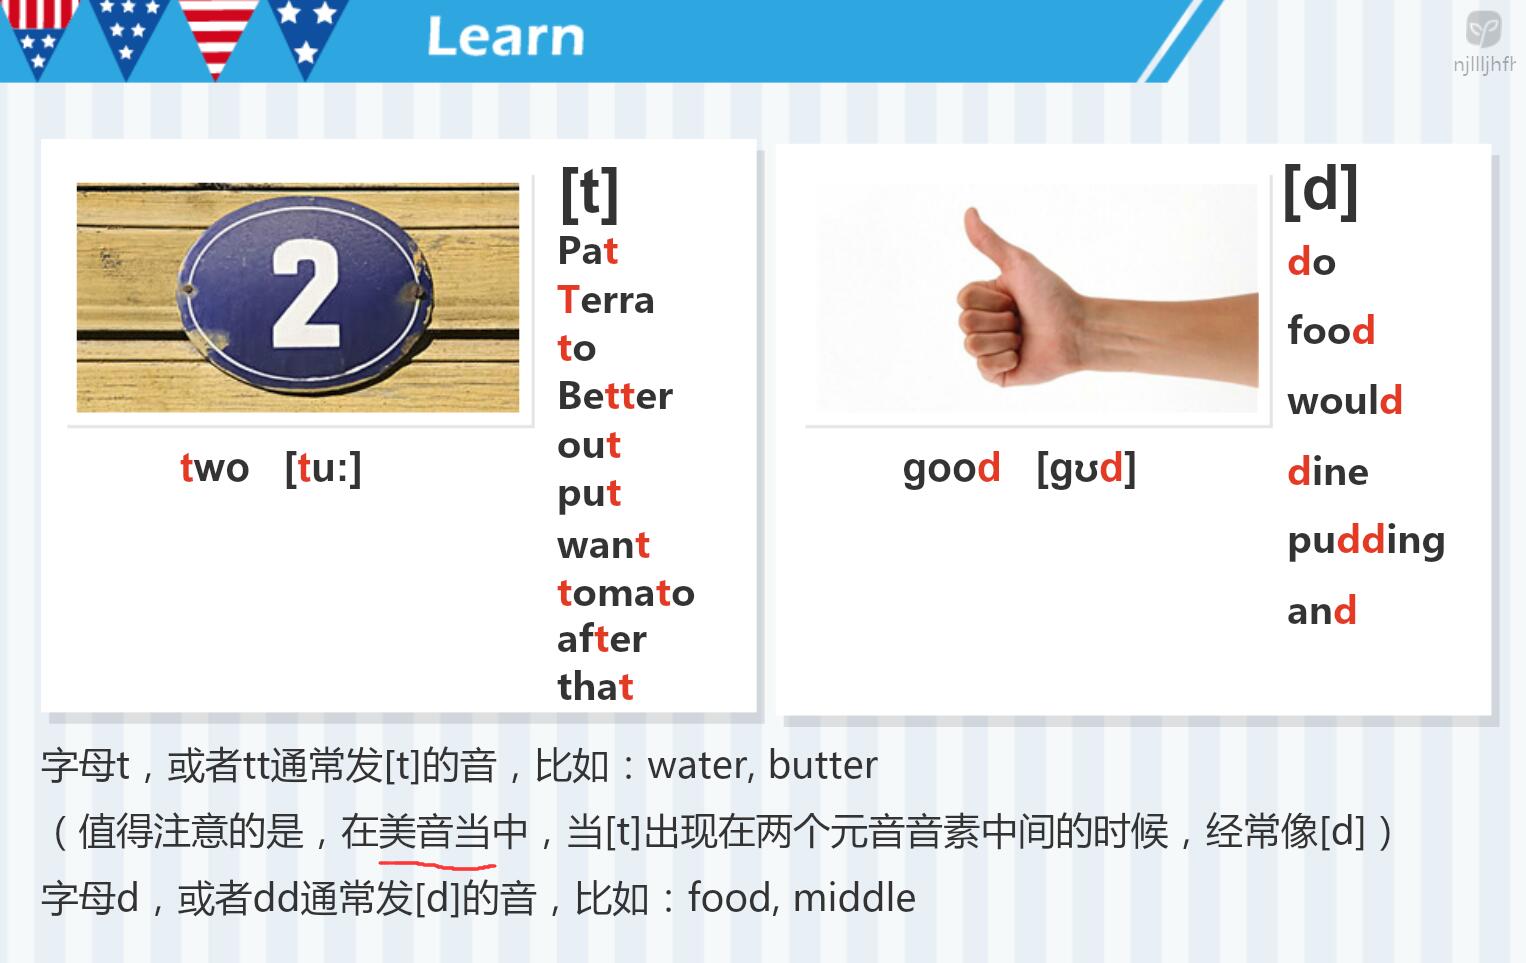 Learn
njllljhfh
2
two [tu:]
[t]
Pat
Terra
to
Better
out
put
want
tomato
after
that
good [gʊd]
[d]
do
food
would
dine
pudding
and
字母t，或者tt通常发[t]的音，比如：water, butter
（值得注意的是，在美音当中，当[t]出现在两个元音音素中间的时候，经常像[d]）
字母d，或者dd通常发[d]的音，比如：food, middle